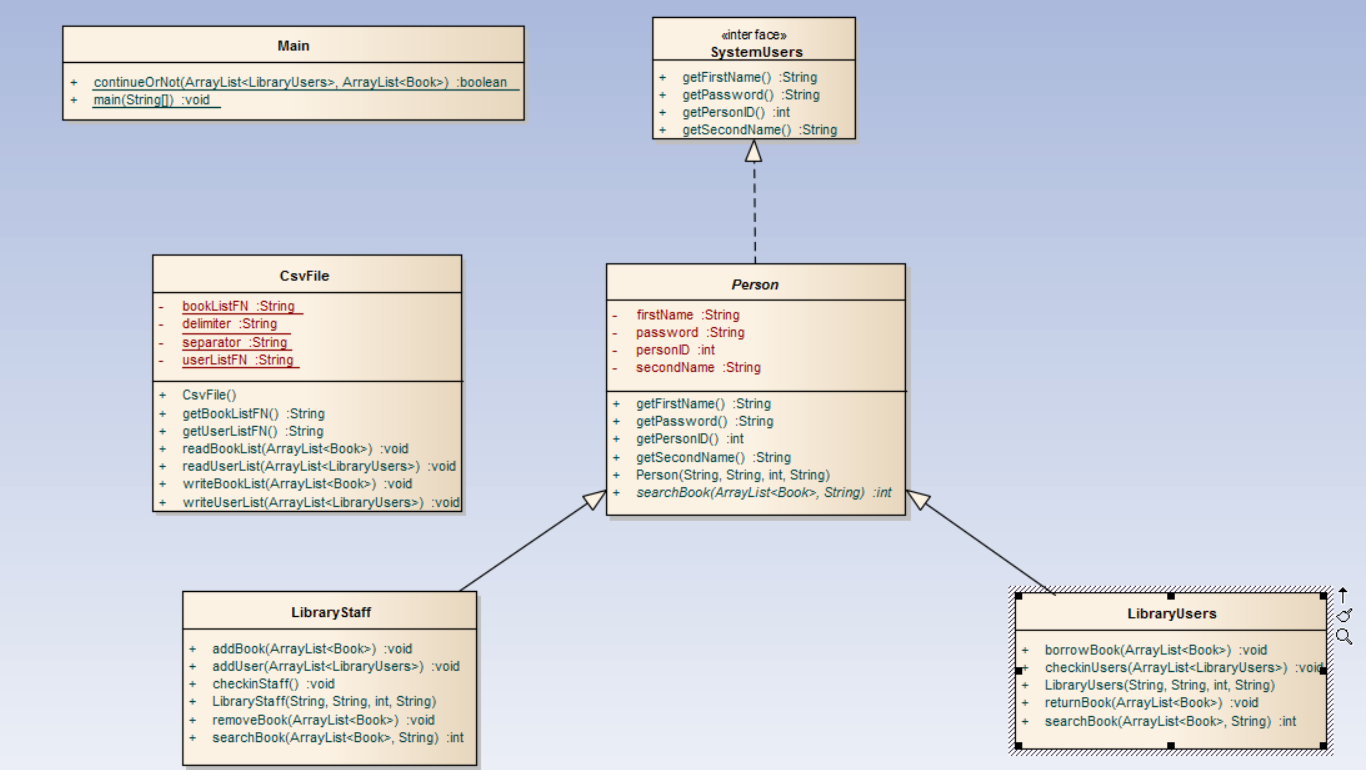 Main
+ continueOrNot(ArrayList<LibraryUsers>, ArrayList<Book>) :boolean
+ main(String[]) :void
«interface»
SystemUsers
+ getFirstName() :String
+ getPassword() :String
+ getPersonID() :int
+ getSecondName() :String
CsvFile
- bookListFN :String
- delimiter :String
- separator :String
- userListFN :String
+ CsvFile()
+ getBookListFN() :String
+ getUserListFN() :String
+ readBookList(ArrayList<Book>) :void
+ readUserList(ArrayList<LibraryUsers>) :void
+ writeBookList(ArrayList<Book>) :void
+ writeUserList(ArrayList<LibraryUsers>) :void
Person
- firstName :String
- password :String
- personID :int
- secondName :String
+ getFirstName() :String
+ getPassword() :String
+ getPersonID() :int
+ getSecondName() :String
+ Person(String, String, int, String)
+ searchBook(ArrayList<Book>, String) :int
LibraryStaff
+ addBook(ArrayList<Book>) :void
+ addUser(ArrayList<LibraryUsers>) :void
+ checkinStaff() :void
+ LibraryStaff(String, String, int, String)
+ removeBook(ArrayList<Book>) :void
+ searchBook(ArrayList<Book>, String) :int
LibraryUsers
+ borrowBook(ArrayList<Book>) :void
+ checkinUsers(ArrayList<LibraryUsers>) :void
+ LibraryUsers(String, String, int, String)
+ returnBook(ArrayList<Book>) :void
+ searchBook(ArrayList<Book>, String) :int